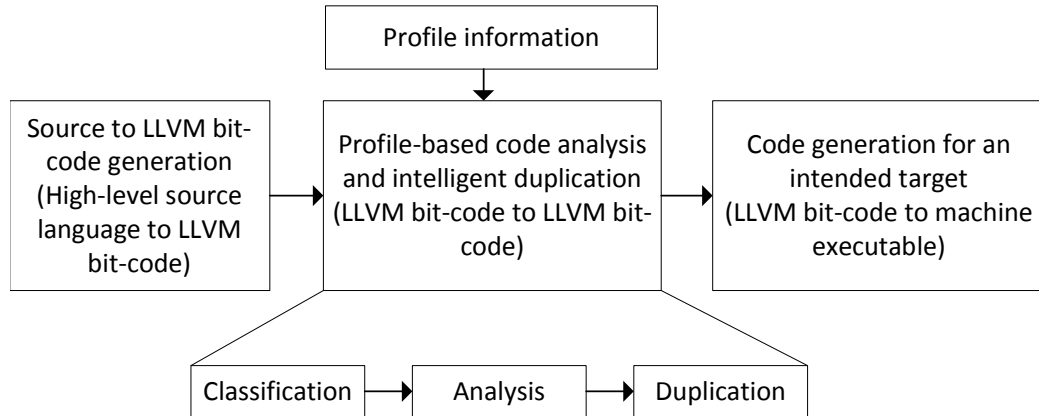 Profile information
Source to LLVM bit-
code generation
(High-level source
language to LLVM
bit-code)
Profile-based code analysis
and intelligent duplication
(LLVM bit-code to LLVM bit-
code)
Code generation for an
intended target
(LLVM bit-code to machine
executable)
Classification
Analysis
Duplication